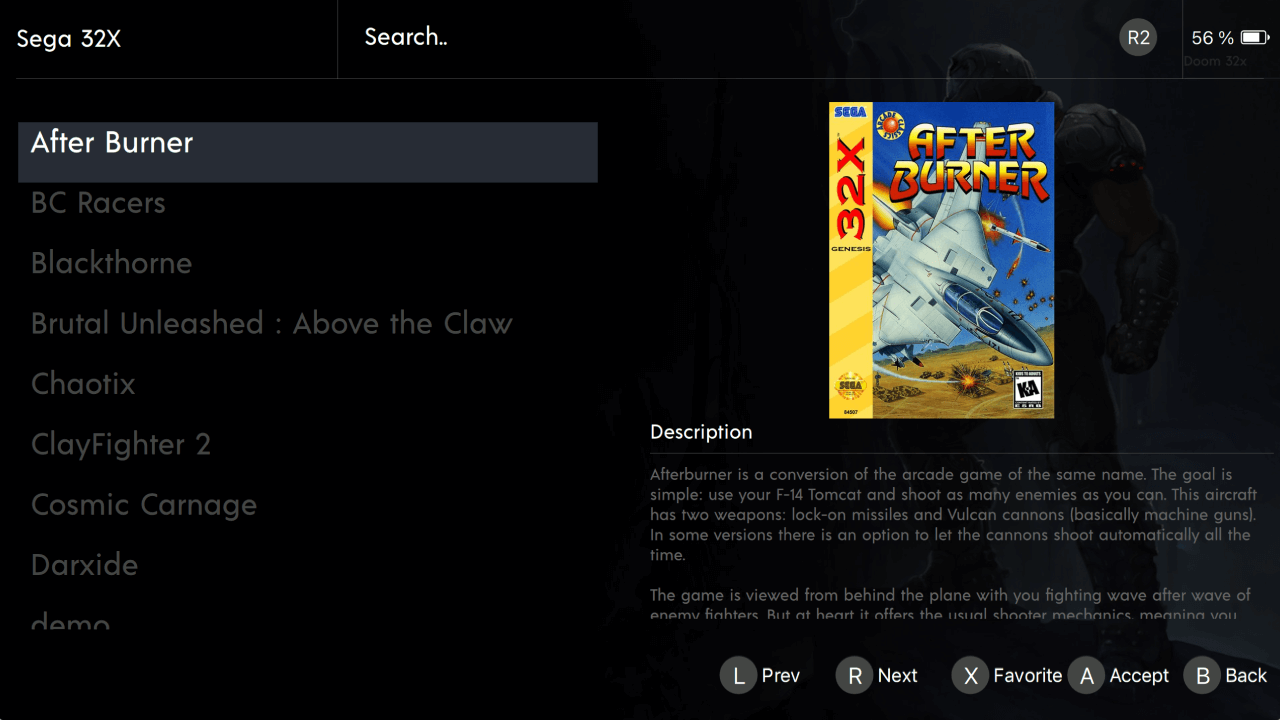 Sega 32X
Search..
R2
56 %
Doom 32x
After Burner
BC Racers
Blackthorne
Brutal Unleashed : Above the Claw
Chaotix
ClayFighter 2
Cosmic Carnage
Darxide
demo
SEGA
ARCADE CLASSICS
AFTER
BURNER
32X
GENESIS
SEGA
84507
KA
ESRB
Description
Afterburner is a conversion of the arcade game of the same name. The goal is
simple: use your F-14 Tomcat and shoot as many enemies as you can. This aircraft
has two weapons: lock-on missiles and Vulcan cannons (basically machine guns).
In some versions there is an option to let the cannons shoot automatically all the
time.
The game is viewed from behind the plane with you fighting wave after wave of
enemy fighters. But at heart it offers the usual shooter mechanics, meaning you
L Prev
R Next
X Favorite
A Accept
B Back